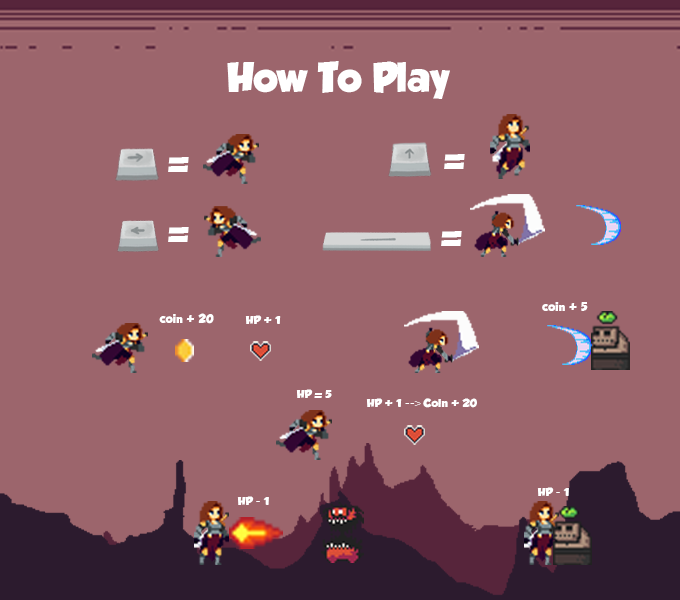 How To Play
=
=
=
=
coin + 20
HP + 1
coin + 5
HP = 5
HP + 1 --> Coin + 20
HP - 1
HP - 1